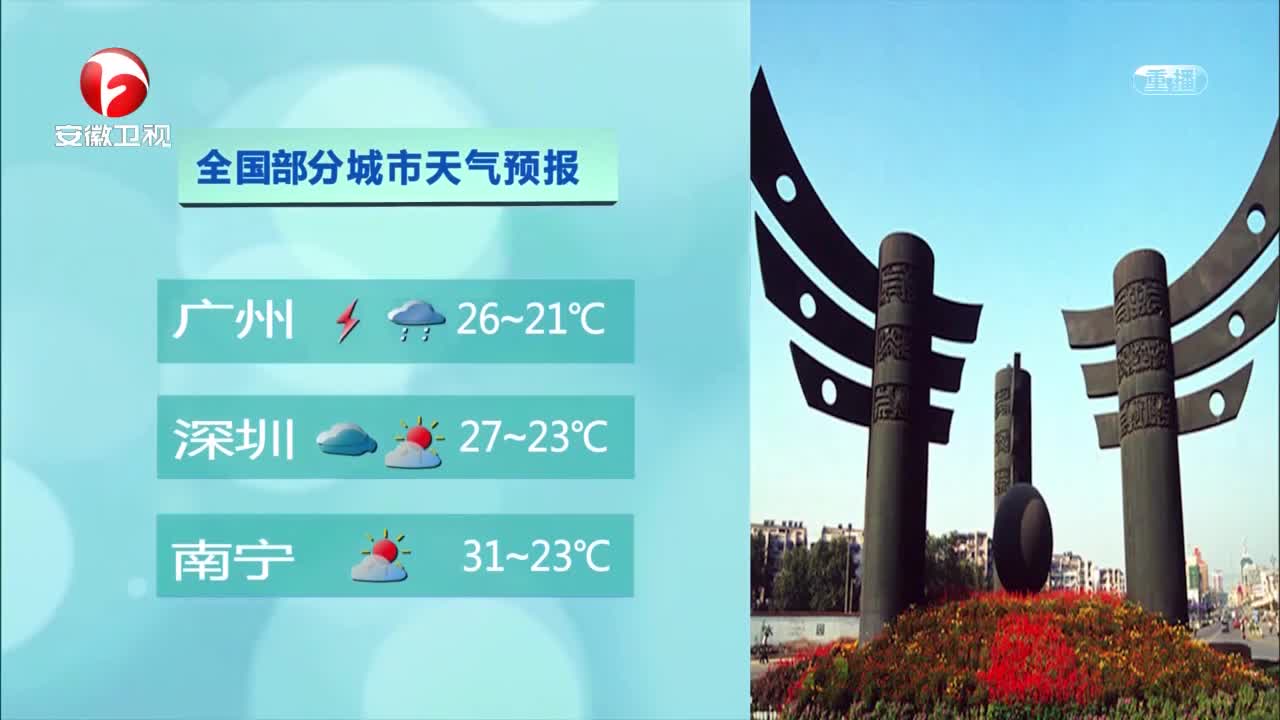 安徽卫视
重播
全国部分城市天气预报
广州 26~21℃
深圳 27~23℃
南宁 31~23℃